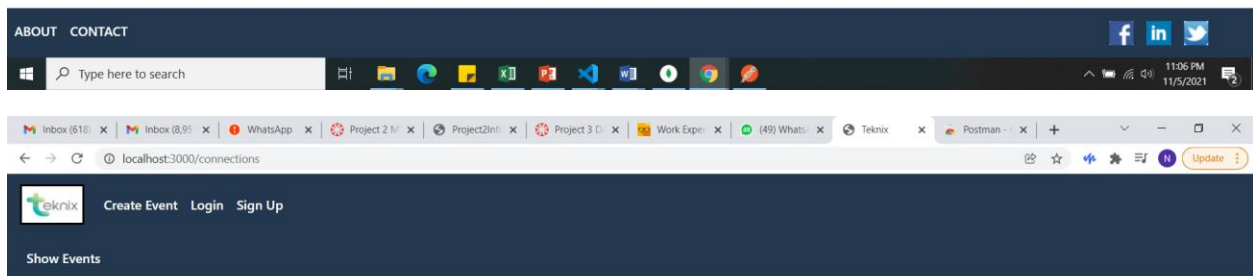 ABOUT CONTACT
Type here to search
11:06 PM
11/5/2021
2
Inbox (618) Inbox (8,95 WhatsApp Project 2 M Project2Inf Project 3 D Work Exper (49) Whats Teknix Postman -
localhost:3000/connections
N Update
teknix Create Event Login Sign Up
Show Events